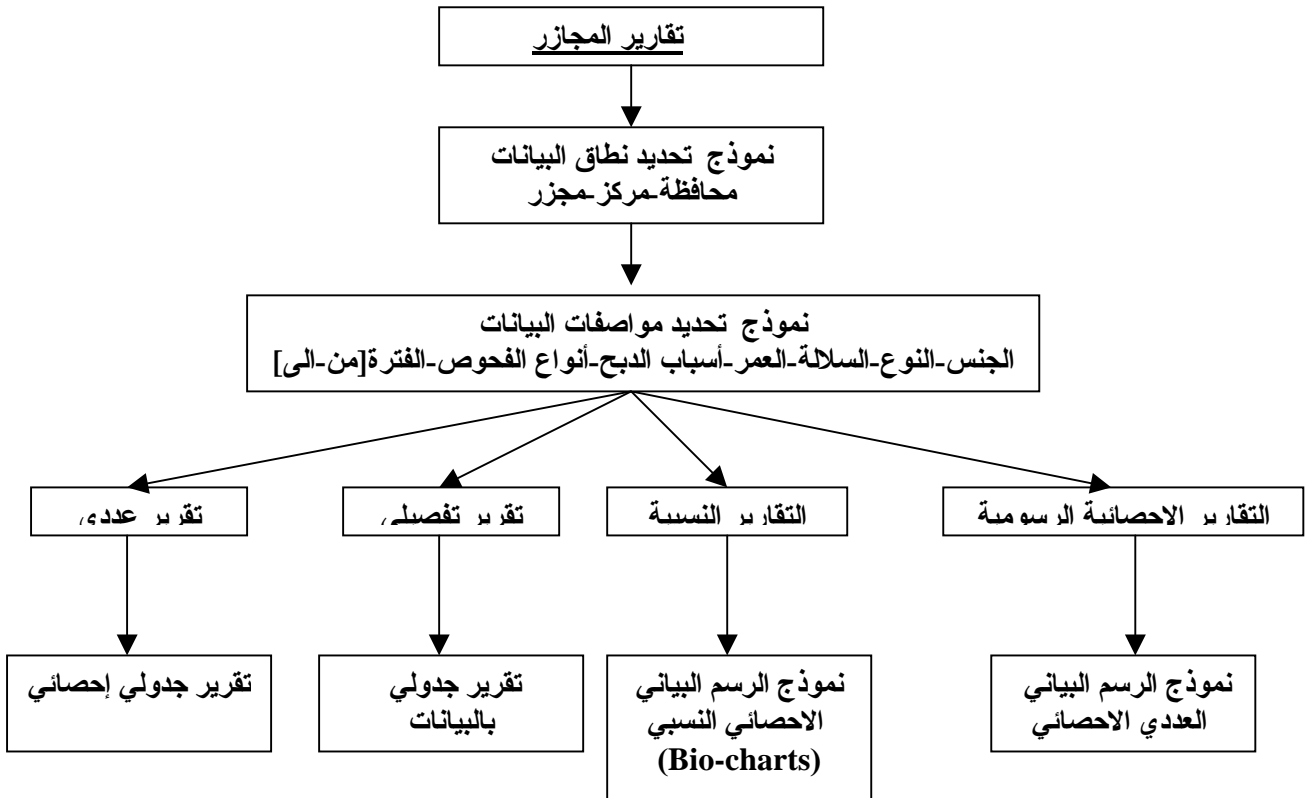 تقارير المجازر
نموذج تحديد نطاق البيانات
محافظة-مركز-مجزر
نموذج تحديد مواصفات البيانات
الجنس-النوع-السلالة-العمر-أسباب الدبح-أنواع الفحوص-الفترة[من-الى]
التقارير الاحصائية الرسومية
التقارير النسبية
تقرير تفصيلي
تقرير عددي
نموذج الرسم البياني
العددي الاحصائي
نموذج الرسم البياني
الاحصائي النسبي
(Bio-charts)
تقرير جدولي
بالبيانات
تقرير جدولي إحصائي